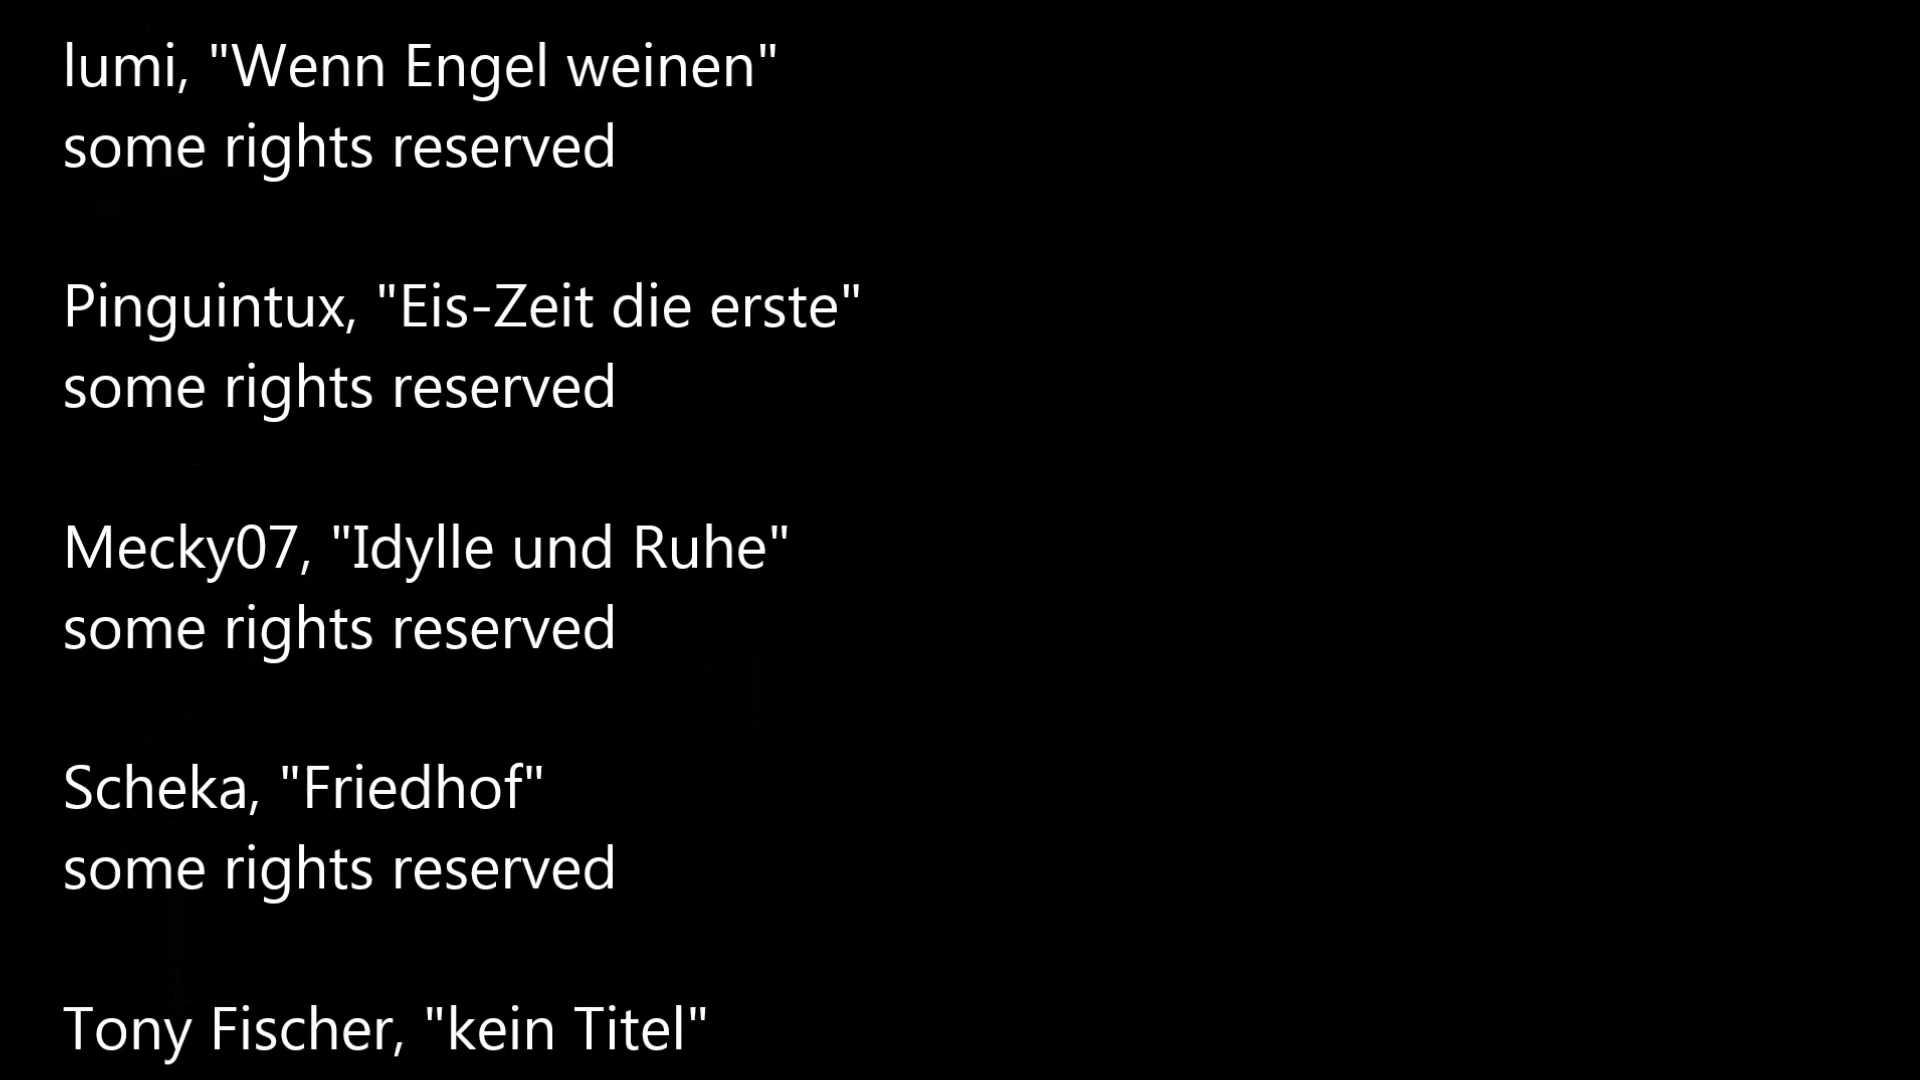 lumi, "Wenn Engel weinen"
some rights reserved
Pinguintux, "Eis-Zeit die erste"
some rights reserved
Mecky07, "Idylle und Ruhe"
some rights reserved
Scheka, "Friedhof"
some rights reserved
Tony Fischer, "kein Titel"